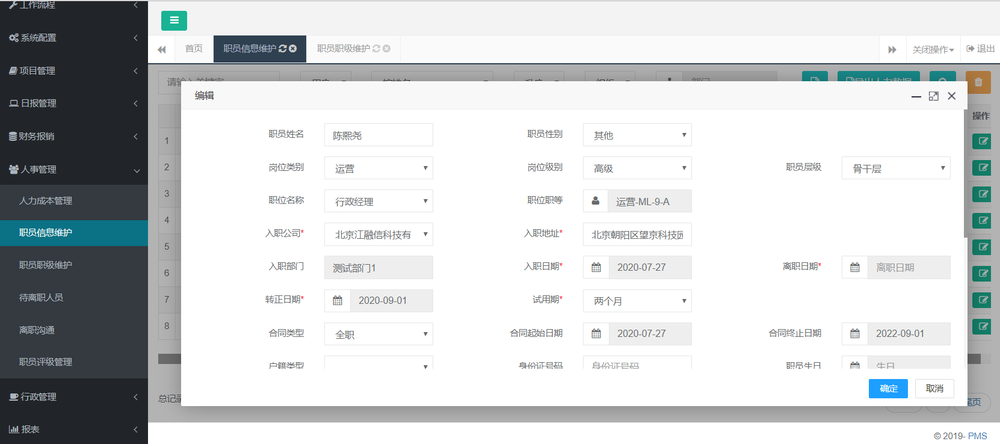 工作流程
系统配置
项目管理
日报管理
财务报销
人事管理
人力成本管理
职员信息维护
职员职级维护
待离职人员
离职沟通
职员评级管理
行政管理
报表
首页
职员信息维护
职员职级维护
关闭操作
退出
请输入关键字
部门
导出人力数据
操作
1
2
3
4
5
6
7
8
总记录
尾页
编辑
职员姓名 陈熙尧
职员性别 其他
岗位类别 运营
岗位级别 高级
职员层级 骨干层
职位名称 行政经理
职位职等 运营-ML-9-A
入职公司* 北京江融信科技有
入职地址* 北京朝阳区望京科技园
入职部门 测试部门1
入职日期* 2020-07-27
离职日期* 离职日期
转正日期* 2020-09-01
试用期* 两个月
合同类型 全职
合同起始日期 2020-07-27
合同终止日期 2022-09-01
户籍类型
身份证号码 身份证号码
职员生日 生日
确定
取消
© 2019- PMS